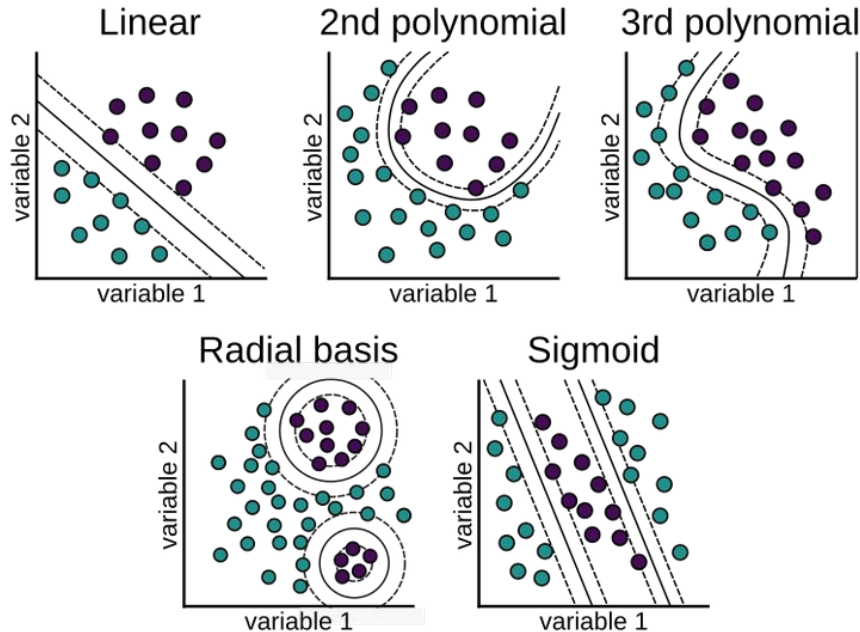 Linear
2nd polynomial
3rd polynomial
variable 2
variable 1
variable 2
variable 1
variable 2
variable 1
Radial basis
Sigmoid
variable 2
variable 1
variable 2
variable 1